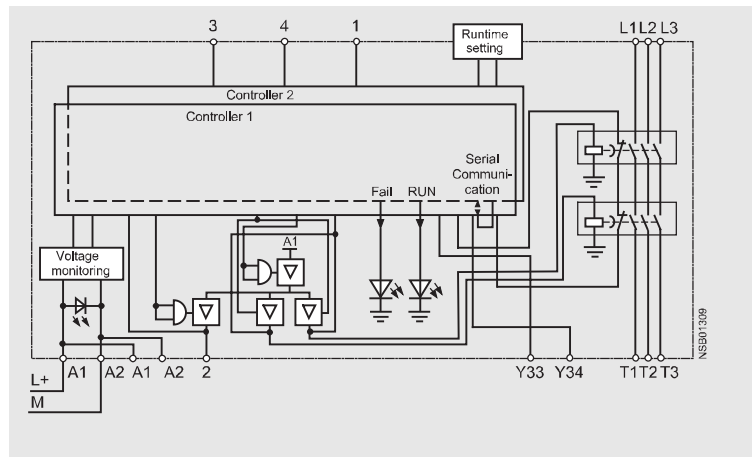 3 4 1
Runtime
setting
L1 L2 L3
Controller 2
Controller 1
Serial
Communi-
cation
Fail RUN
A1
Voltage
monitoring
NSB01309
A1 A2 A1 A2 2 Y33 Y34 T1 T2 T3
L+
M